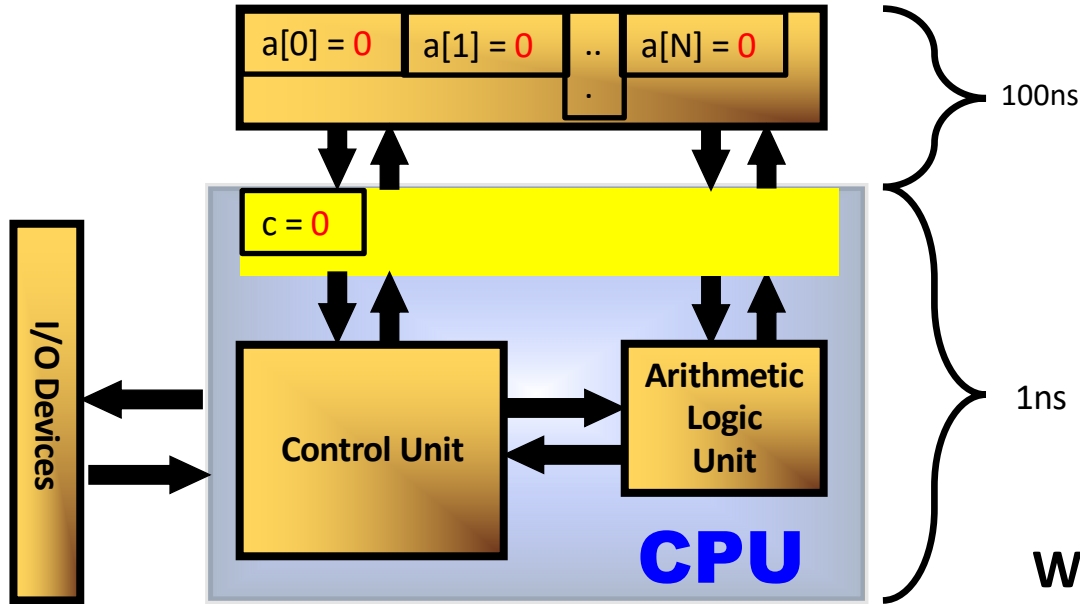 a[0] = 0
a[1] = 0
..
.
a[N] = 0
100ns
c = 0
I/O Devices
Control Unit
Arithmetic
Logic
Unit
1ns
CPU
W